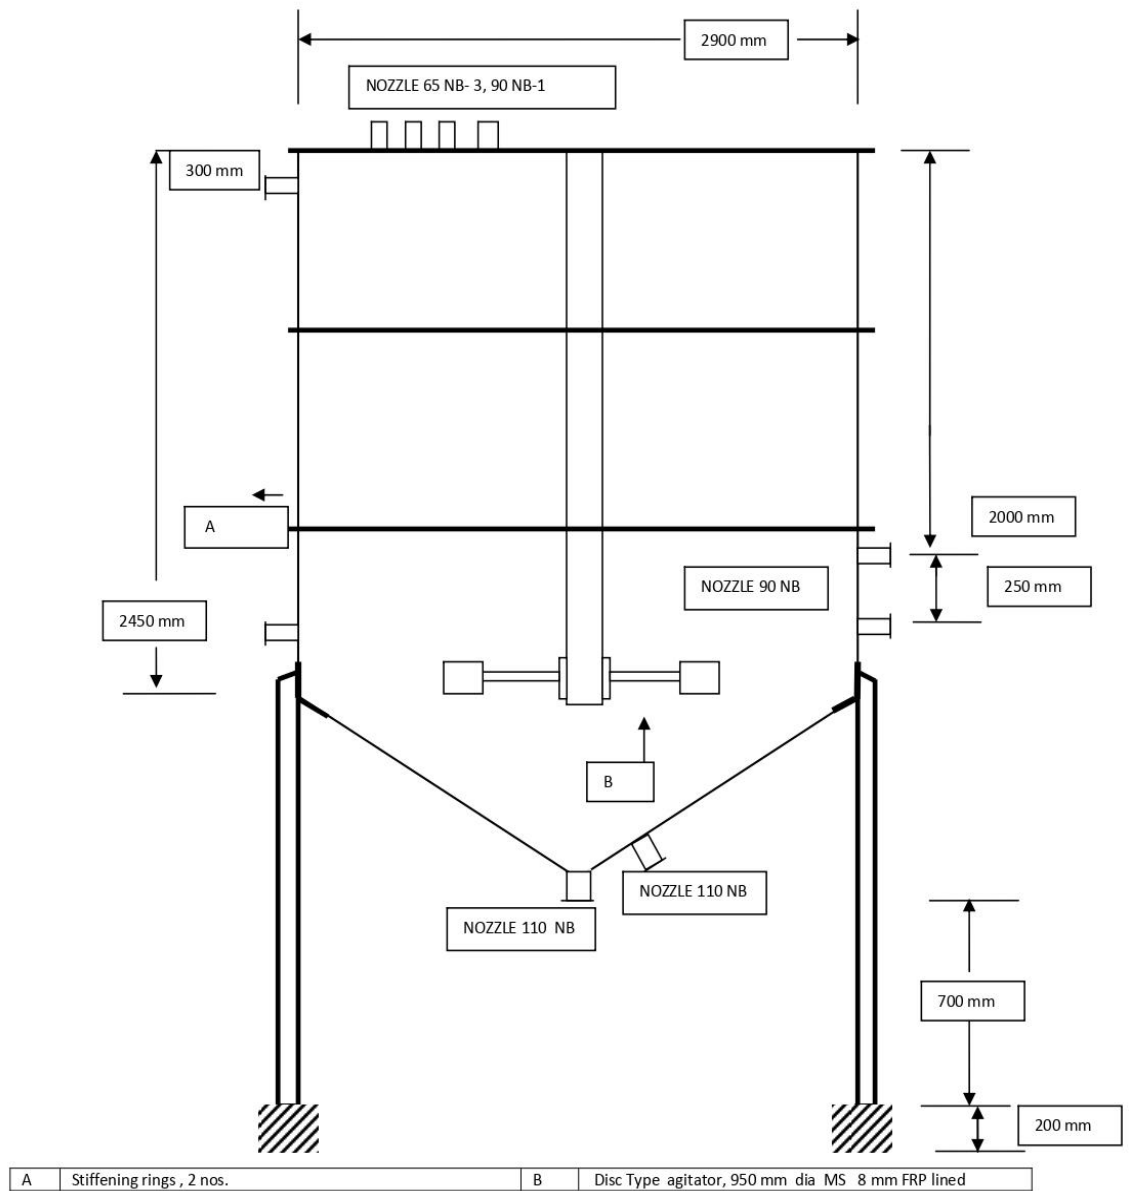 2900 mm
NOZZLE 65 NB- 3, 90 NB-1
300 mm
A
2000 mm
NOZZLE 90 NB
250 mm
2450 mm
B
NOZZLE 110 NB
NOZZLE 110 NB
700 mm
200 mm
A Stiffening rings , 2 nos. B Disc Type agitator, 950 mm dia MS 8 mm FRP lined